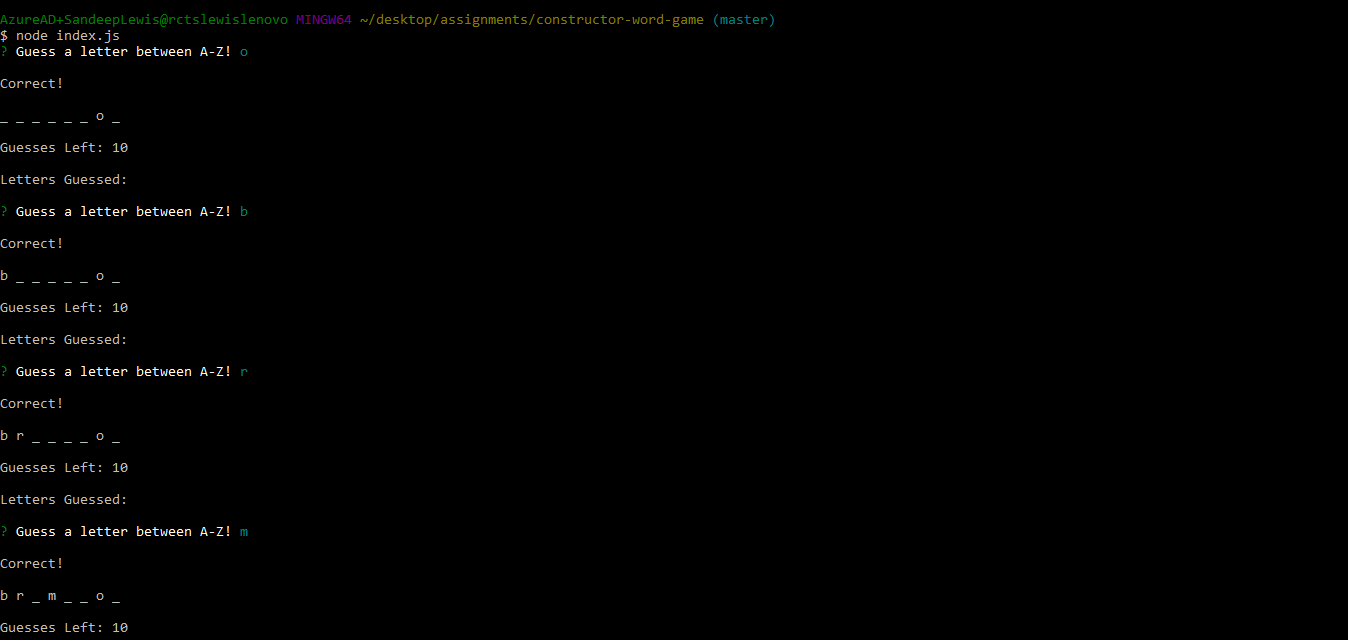 AzureAD+SandeepLewis@rctslewislenovo MINGW64 ~/desktop/assignments/constructor-word-game (master)
$ node index.js
? Guess a letter between A-Z! o
Correct!
_ _ _ _ _ _ o _
Guesses Left: 10
Letters Guessed:
? Guess a letter between A-Z! b
Correct!
b _ _ _ _ _ o _
Guesses Left: 10
Letters Guessed:
? Guess a letter between A-Z! r
Correct!
b r _ _ _ _ o _
Guesses Left: 10
Letters Guessed:
? Guess a letter between A-Z! m
Correct!
b r _ m _ _ o _
Guesses Left: 10